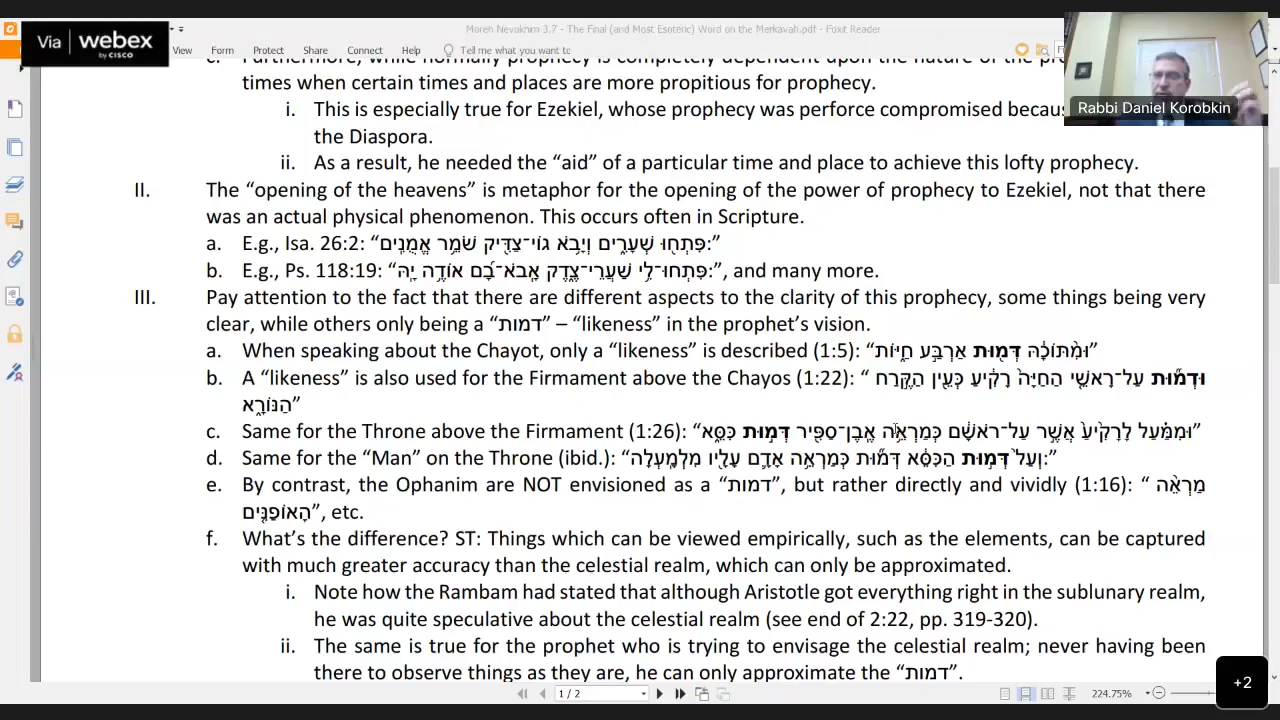 Moreh Nevukhim 3.7 - The Final (and Most Esoteric) Word on the Merkavah.pdf - Foxit Reader
Via webex
by CISCO
View Form Protect Share Connect Help Tell me what you want to
Rabbi Daniel Korobkin
c. Furthermore, while normally prophecy is completely dependent upon the nature of the
times when certain times and places are more propitious for prophecy.
i. This is especially true for Ezekiel, whose prophecy was perforce compromised
the Diaspora.
ii. As a result, he needed the “aid” of a particular time and place to achieve this lofty prophecy.
II. The “opening of the heavens” is metaphor for the opening of the power of prophecy to Ezekiel, not that there
was an actual physical phenomenon. This occurs often in Scripture.
a. E.g., Isa. 26:2: “פִּתְח֖וּ שְׁעָרִ֑ים וְיָבֹ֥א גוֹי־צַדִּ֖יק שֹׁמֵ֥ר אֱמֻנִֽים:”
b. E.g., Ps. 118:19: “פִּתְחוּ־לִ֥י שַׁעֲרֵי־צֶ֑דֶק אָֽבֹא־בָ֝֗ם אוֹדֶ֥ה יָֽהּ:”, and many more.
III. Pay attention to the fact that there are different aspects to the clarity of this prophecy, some things being very
clear, while others only being a “דמות” – “likeness” in the prophet’s vision.
a. When speaking about the Chayot, only a “likeness” is described (1:5): “וּמִ֨תּוֹכָ֔הּ דְּמ֖וּת אַרְבַּ֣ע חַיּ֑וֹת”
b. A “likeness” is also used for the Firmament above the Chayos (1:22): “וּדְמ֞וּת עַל־רָאשֵׁ֤י הַחַיָּה֙ רָקִ֔יעַ כְּעֵ֖ין הַקֶּ֣רַח
הַנּוֹרָ֑א”
c. Same for the Throne above the Firmament (1:26): “וּמִמַּ֗עַל לָרָקִ֙יעַ֙ אֲשֶׁ֣ר עַל־רֹאשָׁ֔ם כְּמַרְאֵ֥ה אֶֽבֶן־סַפִּ֖יר דְּמ֣וּת כִּסֵּ֑א”
d. Same for the “Man” on the Throne (ibid.): “וְעַל֙ דְּמ֣וּת הַכִּסֵּ֔א דְּמ֞וּת כְּמַרְאֵ֥ה אָדָ֛ם עָלָ֖יו מִלְמָֽעְלָה:”
e. By contrast, the Ophanim are NOT envisioned as a “דמות”, but rather directly and vividly (1:16): “מַרְאֵ֨ה
הָאוֹפַנִּ֤ים”, etc.
f. What’s the difference? ST: Things which can be viewed empirically, such as the elements, can be captured
with much greater accuracy than the celestial realm, which can only be approximated.
i. Note how the Rambam had stated that although Aristotle got everything right in the sublunary realm,
he was quite speculative about the celestial realm (see end of 2:22, pp. 319-320).
ii. The same is true for the prophet who is trying to envisage the celestial realm; never having been
there to observe things as they are, he can only approximate the “דמות”.
1 / 2
224.75%
+2